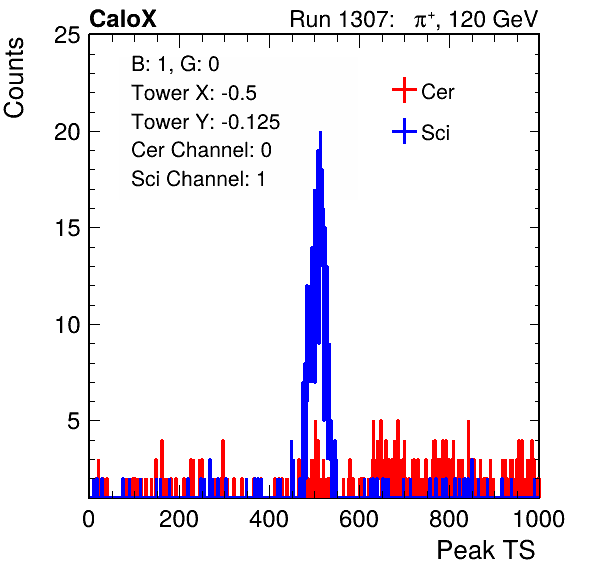 CaloX Run 1307: π⁺, 120 GeV
Counts
25
B: 1, G: 0
Tower X: -0.5
Cer
Tower Y: -0.125
20
Sci
Cer Channel: 0
Sci Channel: 1
15
10
5
0 200 400 600 800 1000
Peak TS